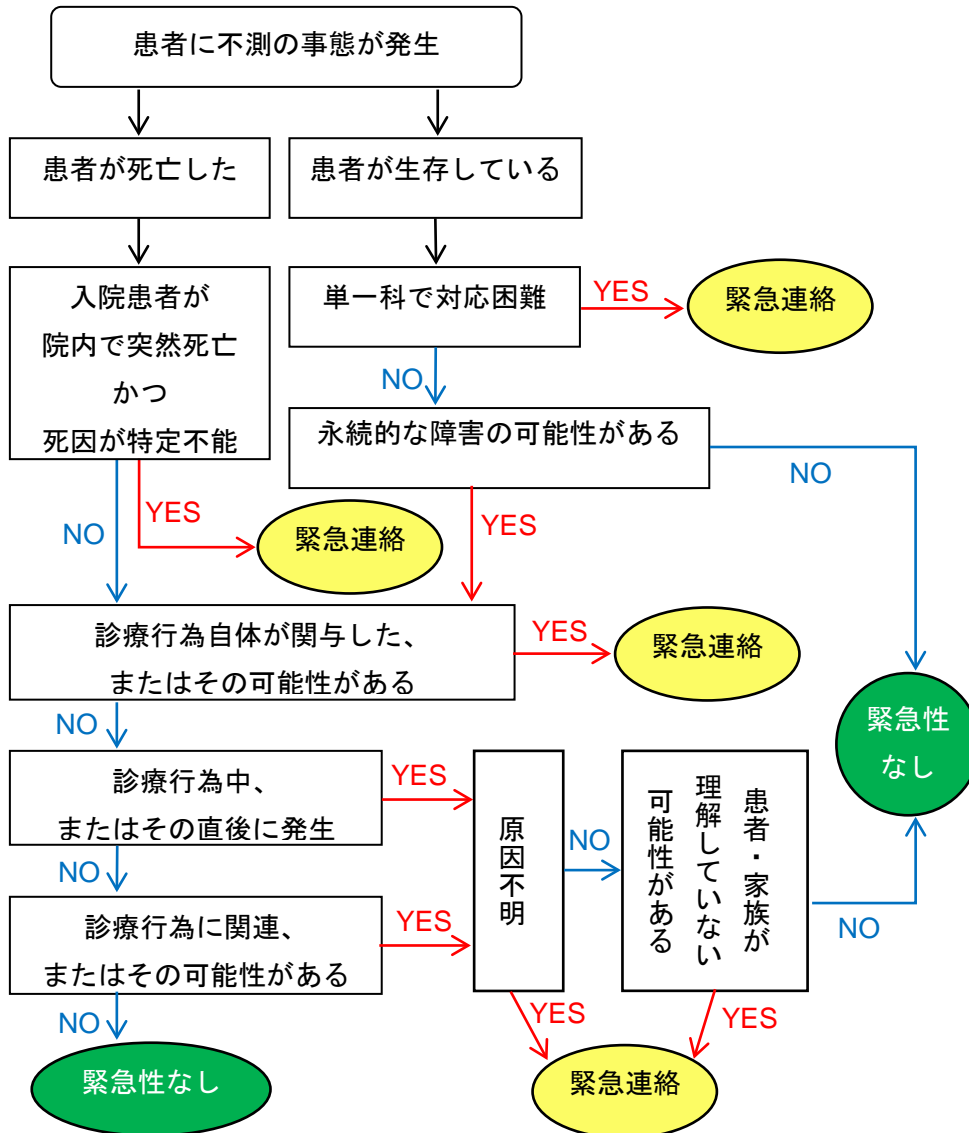 患者に不測の事態が発生
患者が死亡した
患者が生存している
入院患者が
院内で突然死亡
かつ
死因が特定不能
単一科で対応困難
YES
緊急連絡
NO
永続的な障害の可能性がある
NO
YES
NO
YES
緊急連絡
診療行為自体が関与した、
またはその可能性がある
YES
緊急連絡
NO
緊急性
なし
診療行為中、
またはその直後に発生
YES
原因不明
NO
患者・家族が
理解していない
可能性がある
NO
NO
診療行為に関連、
またはその可能性がある
YES
NO
YES
YES
緊急性なし
緊急連絡